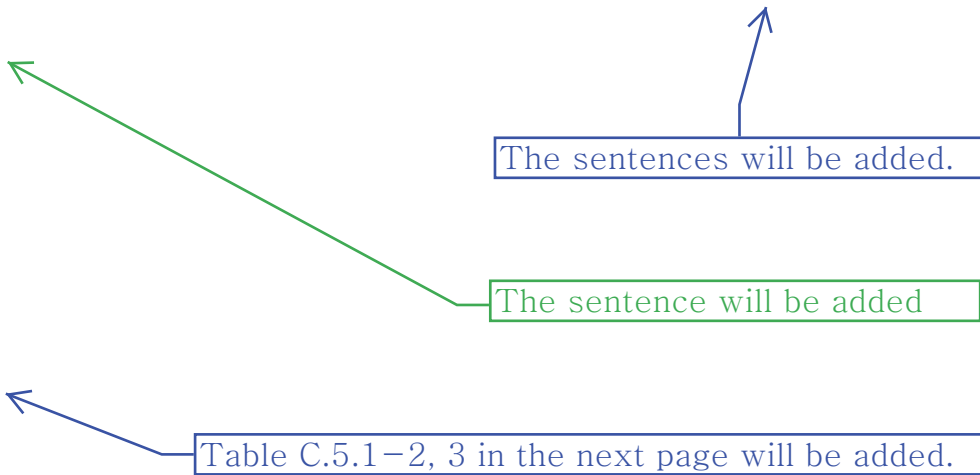 The sentences will be added.
The sentence will be added
Table C.5.1-2, 3 in the next page will be added.